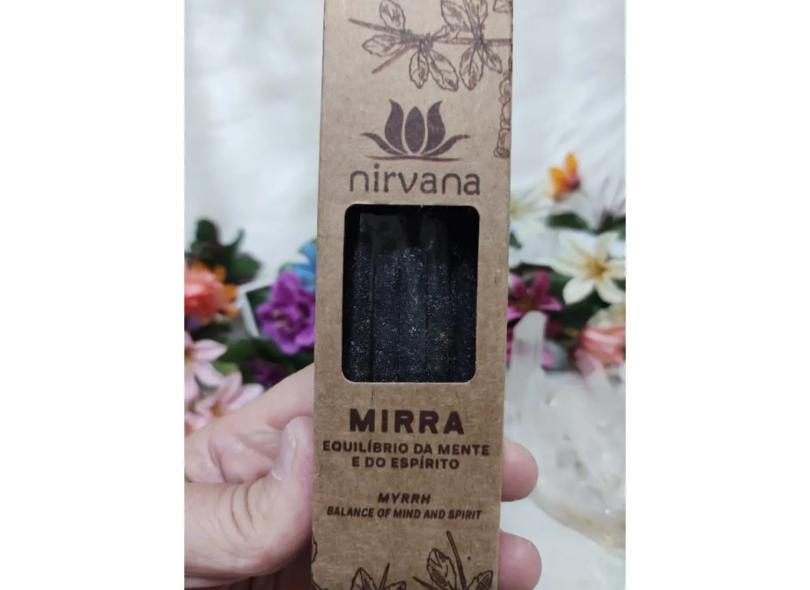 nirvana
MIRRA
EQUILÍBRIO DA MENTE
E DO ESPÍRITO
MYRRH
BALANCE OF MIND AND SPIRIT